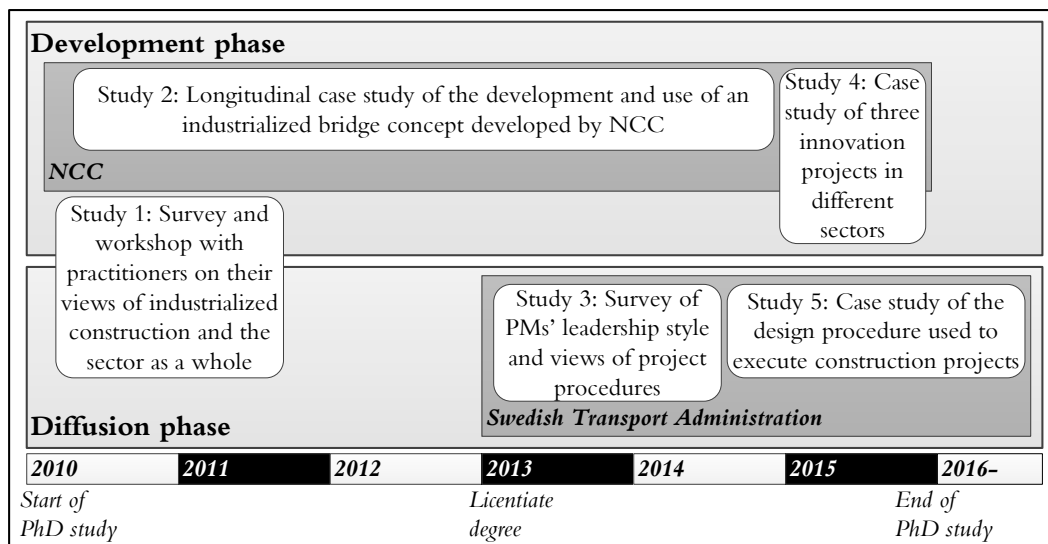 Development phase
Study 2: Longitudinal case study of the development and use of an
industrialized bridge concept developed by NCC
Study 4: Case
study of three
innovation
projects in
different
sectors
NCC
Study 1: Survey and
workshop with
practitioners on their
views of industrialized
construction and the
sector as a whole
Study 3: Survey of
PMs’ leadership style
and views of project
procedures
Study 5: Case study of the
design procedure used to
execute construction projects
Swedish Transport Administration
Diffusion phase
2010 2011 2012 2013 2014 2015 2016–
Start of
PhD study
Licentiate
degree
End of
PhD study